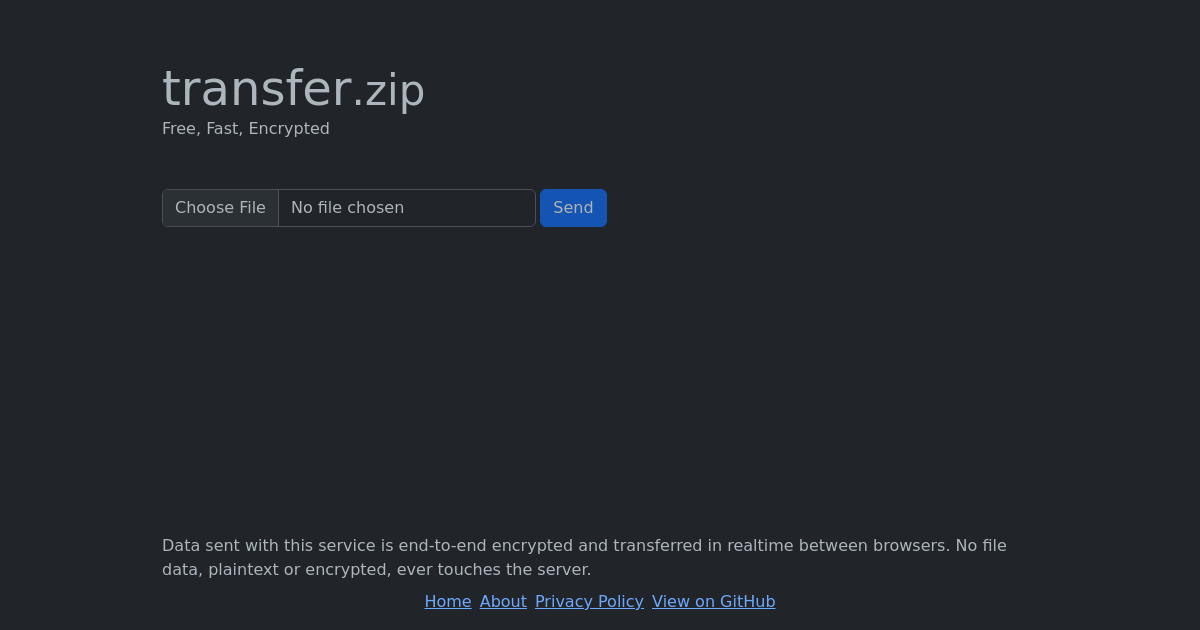 transfer.zip
Free, Fast, Encrypted
Choose File No file chosen Send
Data sent with this service is end-to-end encrypted and transferred in realtime between browsers. No file
data, plaintext or encrypted, ever touches the server.
Home About Privacy Policy View on GitHub